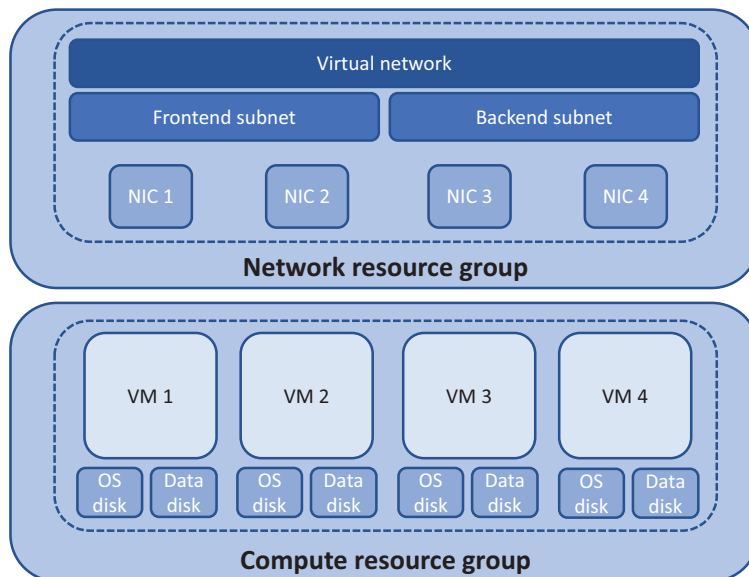 Virtual network
Frontend subnet
Backend subnet
NIC 1
NIC 2
NIC 3
NIC 4
Network resource group
VM 1
VM 2
VM 3
VM 4
OS
disk
Data
disk
OS
disk
Data
disk
OS
disk
Data
disk
OS
disk
Data
disk
Compute resource group